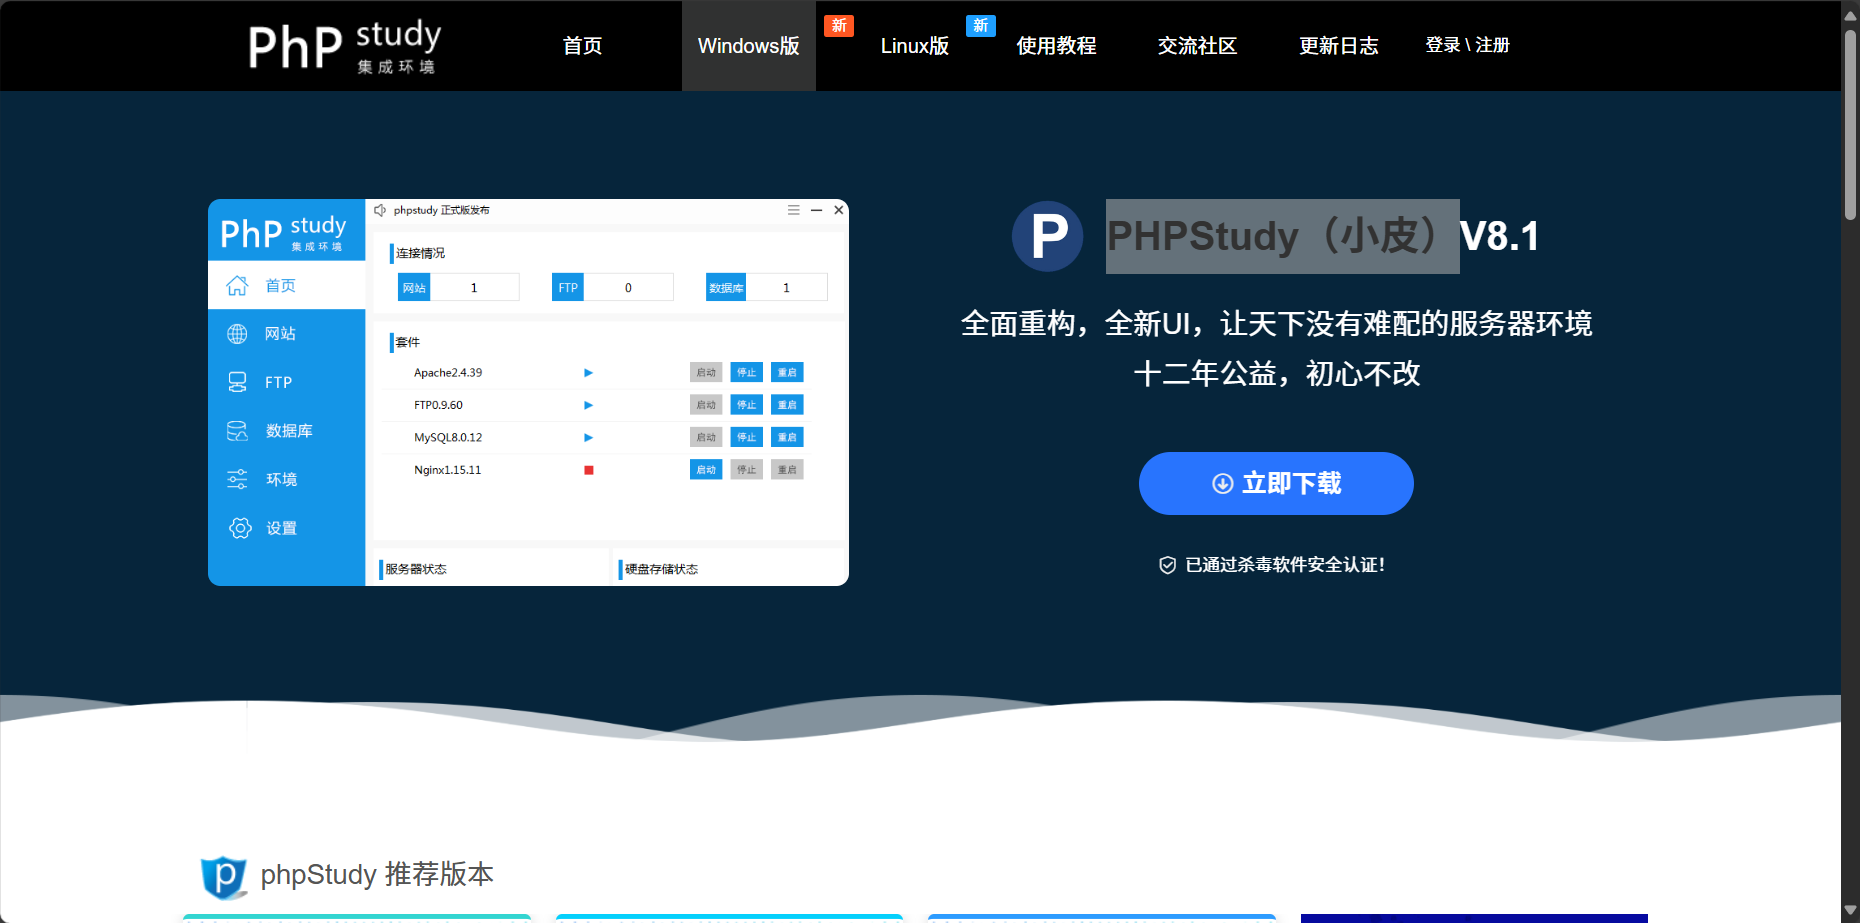 PhP study
集成环境
首页
Windows版
新
Linux版
新
使用教程
交流社区
更新日志
登录 \ 注册
PhP study
集成环境
phpstudy 正式版发布
首页
网站
FTP
数据库
环境
设置
连接情况
网站 1
FTP 0
数据库 1
套件
Apache2.4.39 启动 停止 重启
FTP0.9.60 启动 停止 重启
MySQL8.0.12 启动 停止 重启
Nginx1.15.11 启动 停止 重启
服务器状态
硬盘存储状态
P PHPStudy（小皮）V8.1
全面重构，全新UI，让天下没有难配的服务器环境
十二年公益，初心不改
立即下载
已通过杀毒软件安全认证！
p phpStudy 推荐版本